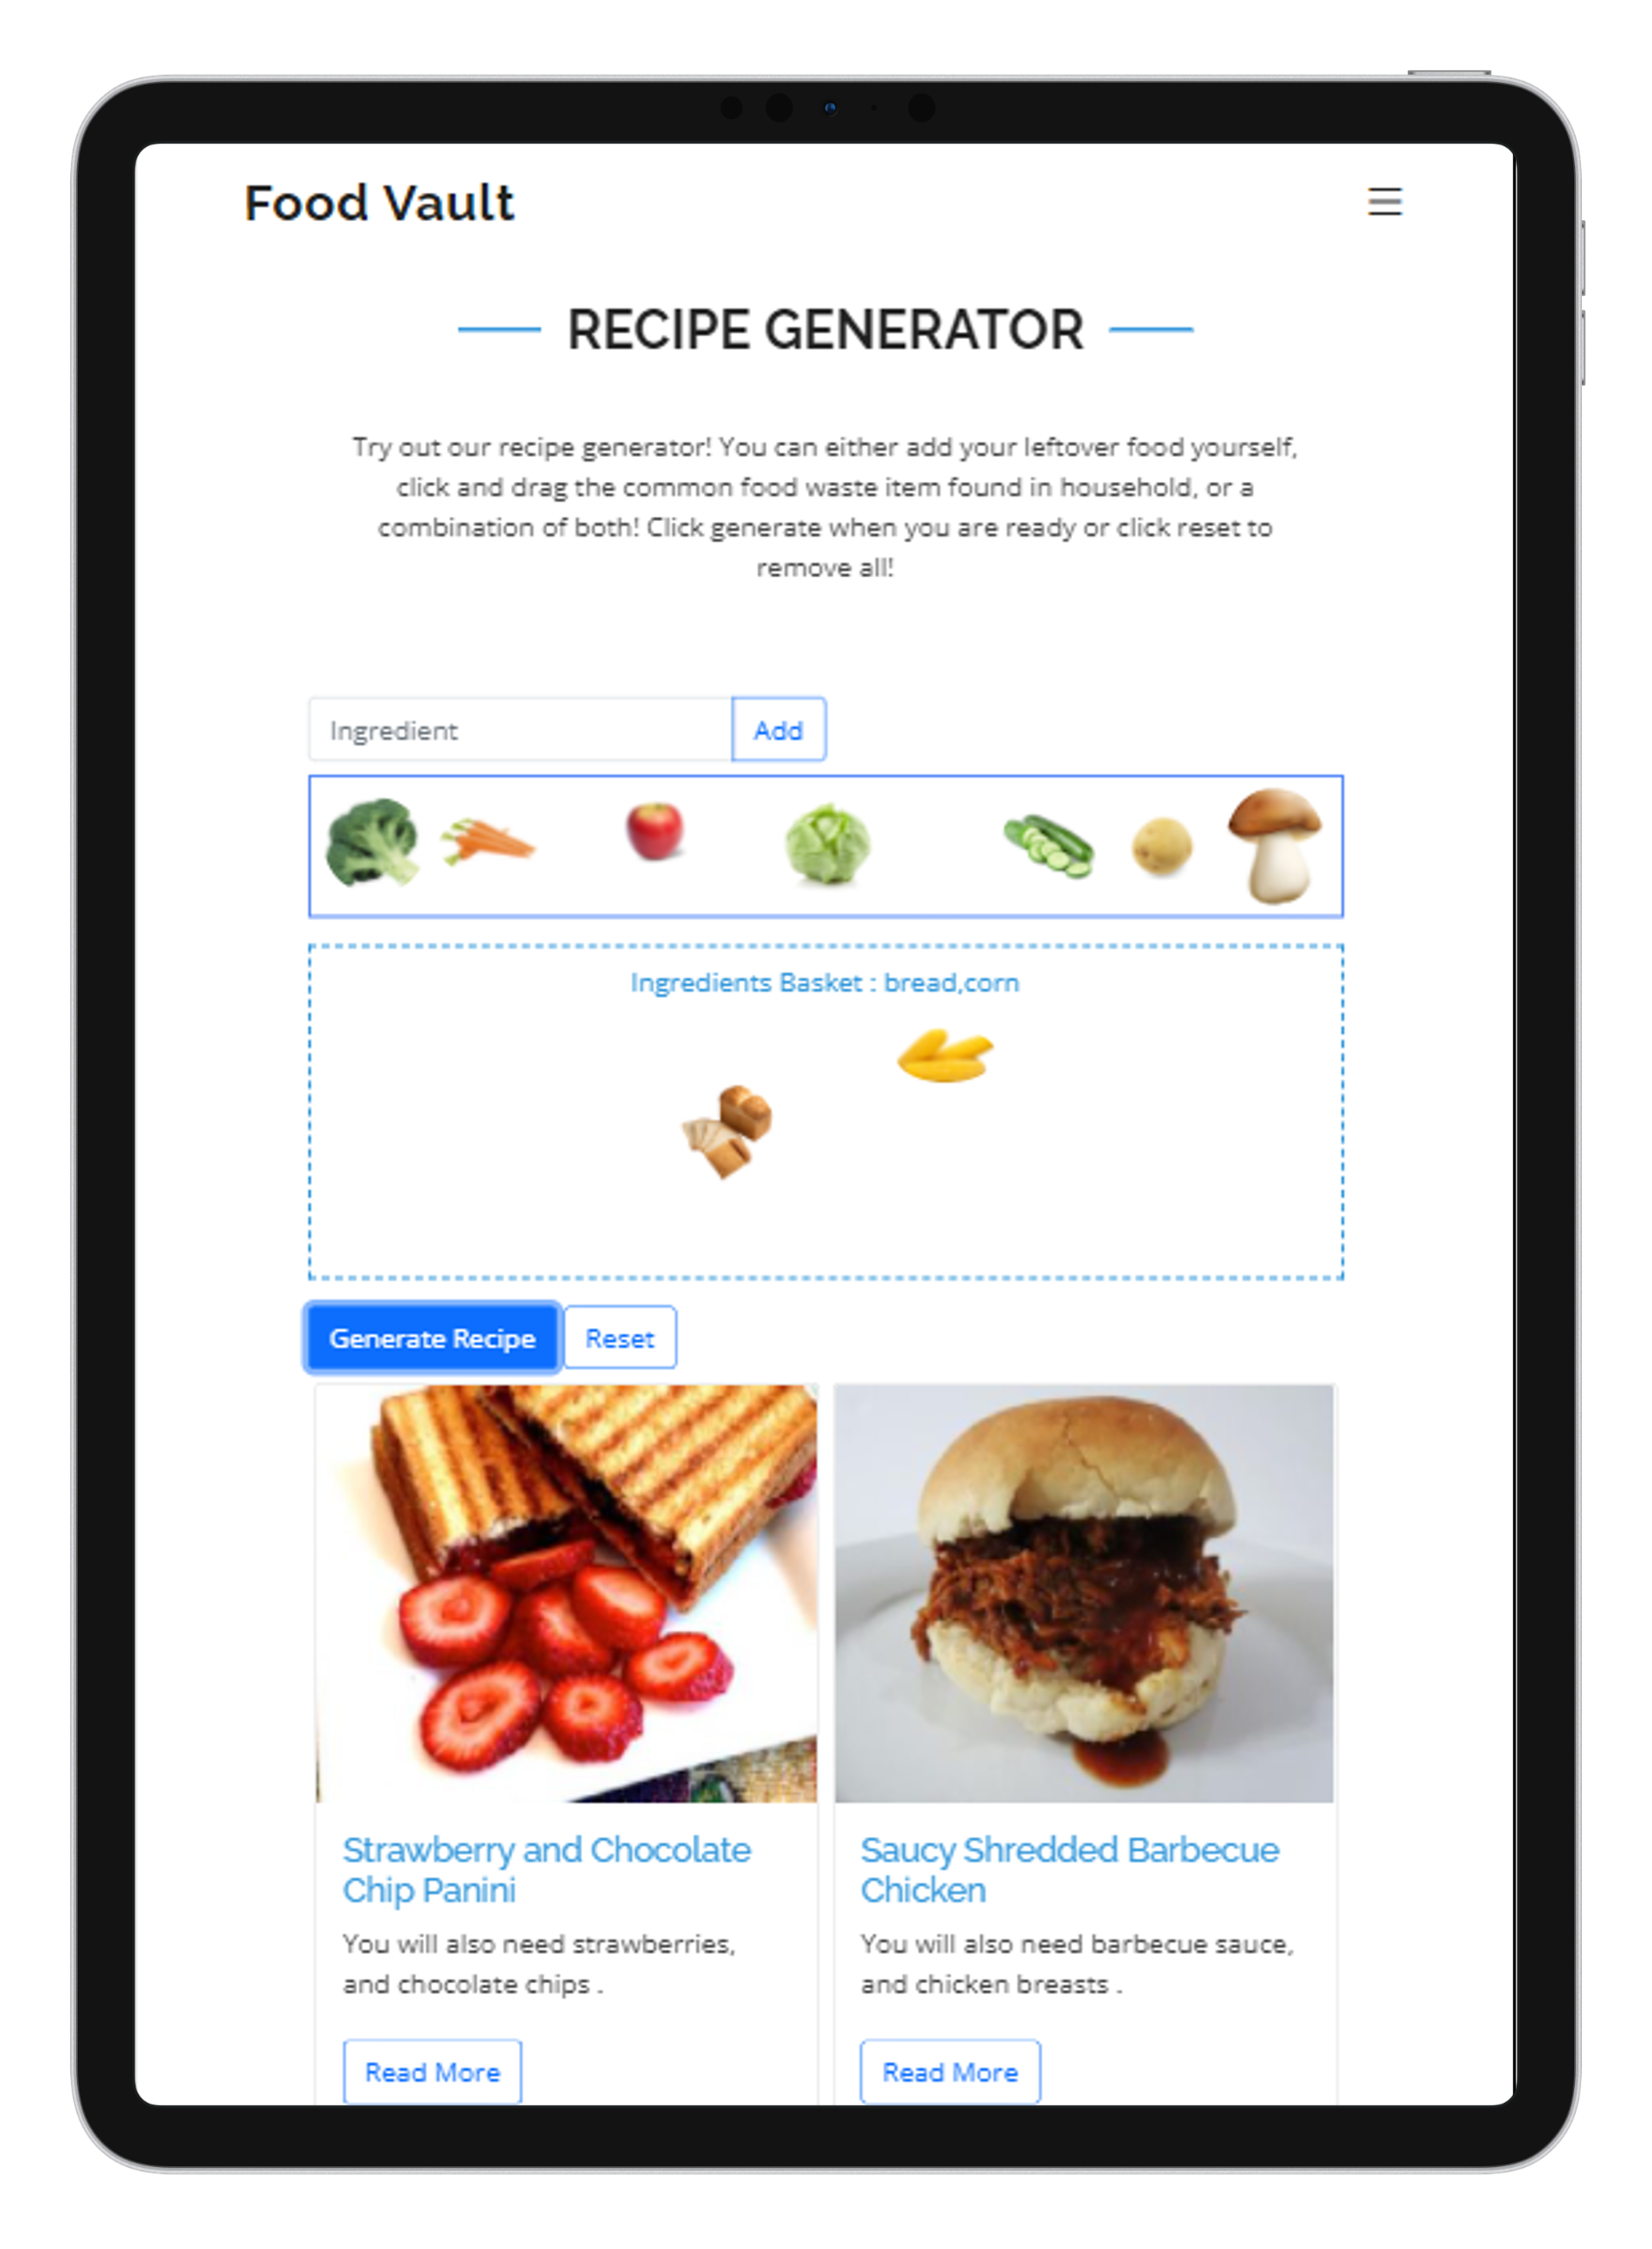 Food Vault
RECIPE GENERATOR
Try out our recipe generator! You can either add your leftover food yourself,
click and drag the common food waste item found in household, or a
combination of both! Click generate when you are ready or click reset to
remove all!
Ingredient
Add
Ingredients Basket : bread,corn
Generate Recipe
Reset
Strawberry and Chocolate
Chip Panini
You will also need strawberries,
and chocolate chips .
Read More
Saucy Shredded Barbecue
Chicken
You will also need barbecue sauce,
and chicken breasts .
Read More